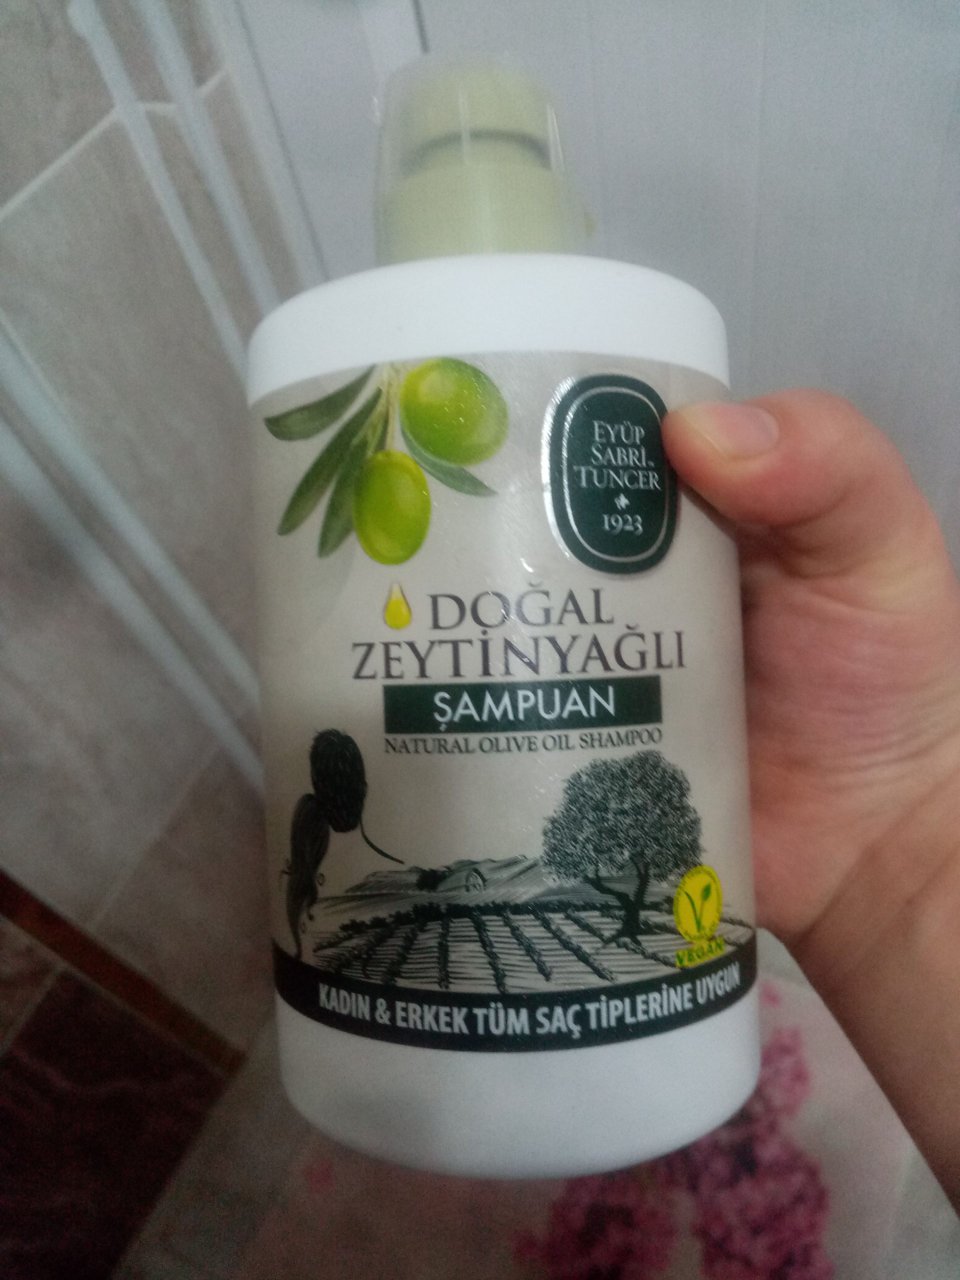 EYÜP
SABRİ
TUNCER
1923
DOĞAL
ZEYTİNYAĞLI
ŞAMPUAN
NATURAL OLIVE OIL SHAMPOO
VEGAN
KADIN & ERKEK TÜM SAÇ TİPLERİNE UYGUN